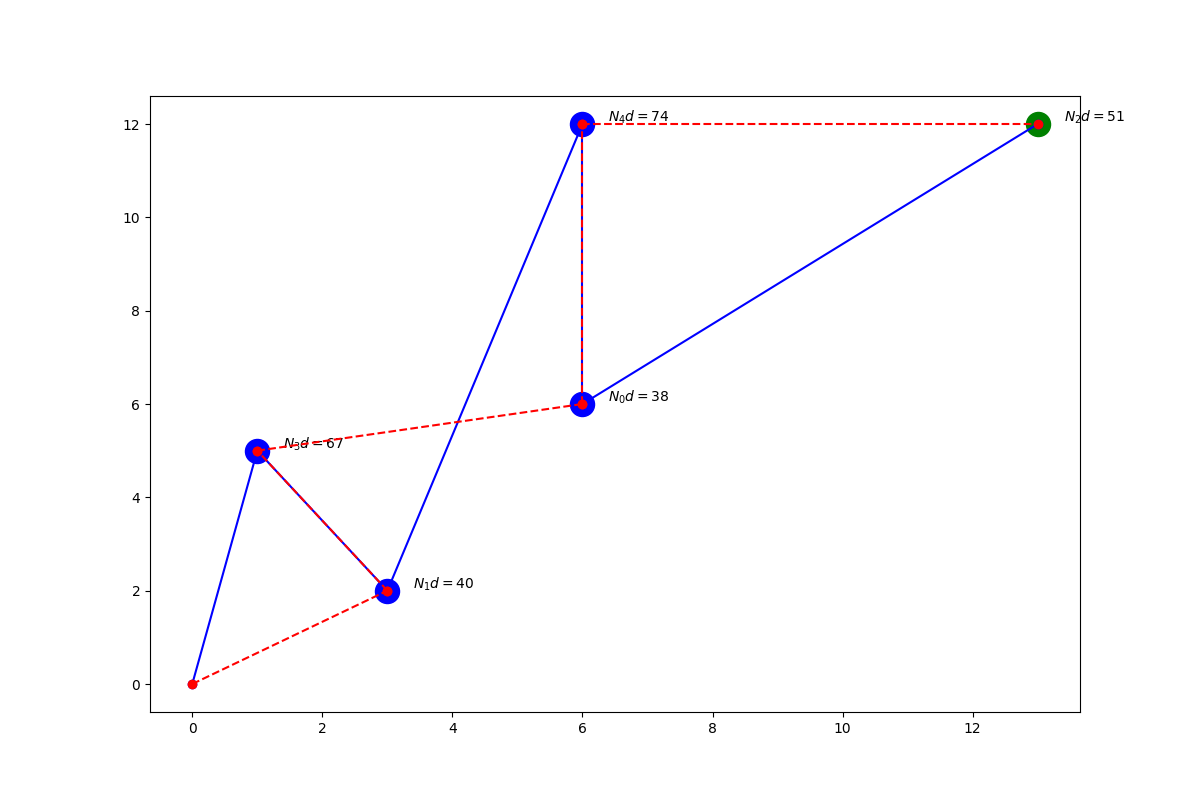 12
10
8
6
4
2
0
0 2 4 6 8 10 12
N₄d = 74
N₂d = 51
N₀d = 38
N₃d = 67
N₁d = 40